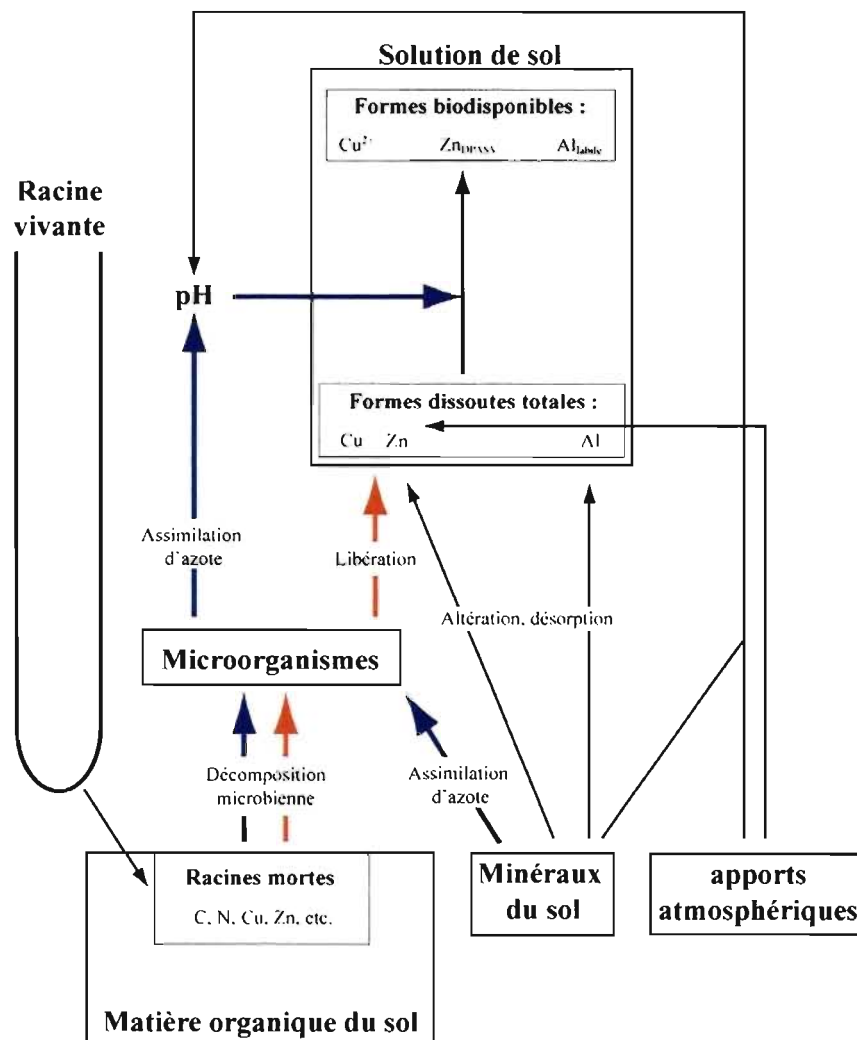 Solution de sol
Formes biodisponibles :
Cu²⁺ Zn Al labile
Racine
vivante
pH
Formes dissoutes totales :
Cu Zn Al
Assimilation
d'azote
Libération
Altération, désorption
Microorganismes
Décomposition
microbienne
Assimilation
d'azote
Racines mortes
C, N, Cu, Zn, etc.
Minéraux
du sol
apports
atmosphériques
Matière organique du sol